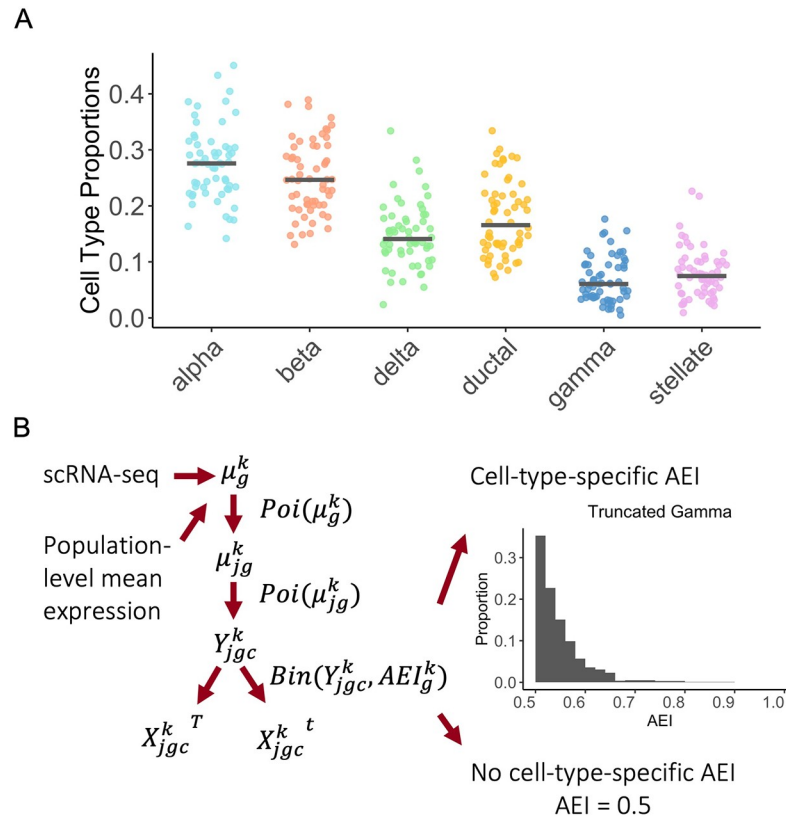 A
Cell Type Proportions
0.4
0.3
0.2
0.1
0.0
alpha
beta
delta
ductal
gamma
stellate
B
scRNA-seq
μ_g^k
Poi(μ_g^k)
Population-
level mean
expression
μ_jg^k
Poi(μ_jg^k)
Y_jgc^k
Bin(Y_jgc^k, AEI_g^k)
X_jgc^k^T
X_jgc^k^t
Cell-type-specific AEI
Truncated Gamma
Proportion
0.3
0.2
0.1
0.0
0.5 0.6 0.7 0.8 0.9 1.0
AEI
No cell-type-specific AEI
AEI = 0.5